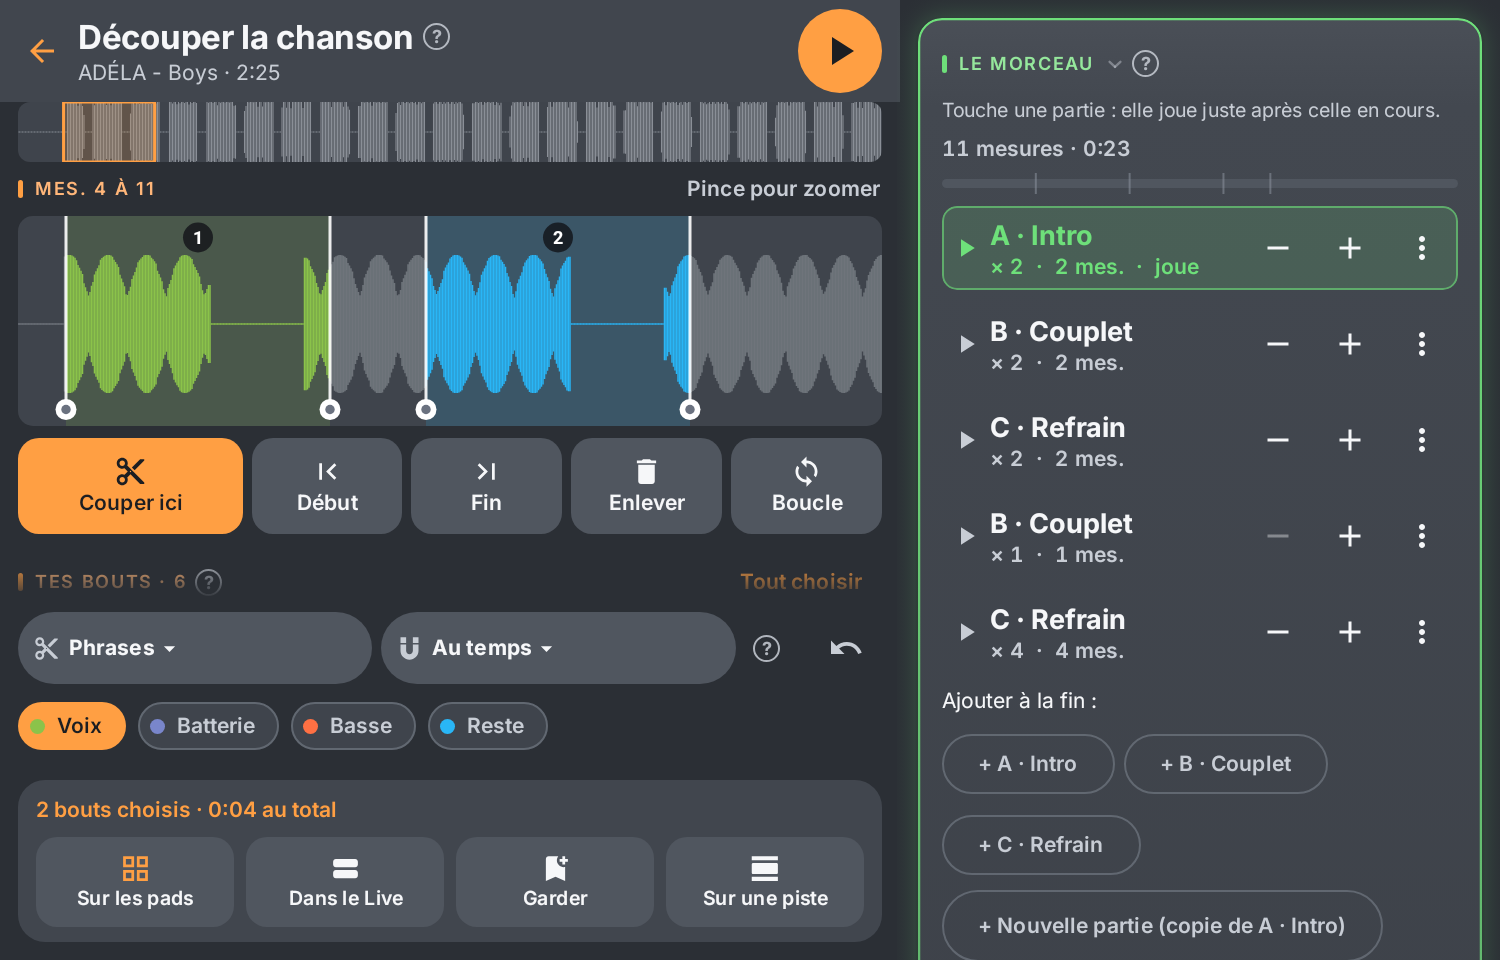 Découper la chanson ?
ADÉLA - Boys · 2:25
MES. 4 À 11
Pince pour zoomer
1
2
Couper ici
Début
Fin
Enlever
Boucle
TES BOUTS · 6 ?
Tout choisir
Phrases
Au temps
?
Voix
Batterie
Basse
Reste
2 bouts choisis · 0:04 au total
Sur les pads
Dans le Live
Garder
Sur une piste
LE MORCEAU ?
Touche une partie : elle joue juste après celle en cours.
11 mesures · 0:23
A · Intro
× 2 · 2 mes. · joue
B · Couplet
× 2 · 2 mes.
C · Refrain
× 2 · 2 mes.
B · Couplet
× 1 · 1 mes.
C · Refrain
× 4 · 4 mes.
Ajouter à la fin :
+ A · Intro
+ B · Couplet
+ C · Refrain
+ Nouvelle partie (copie de A · Intro)